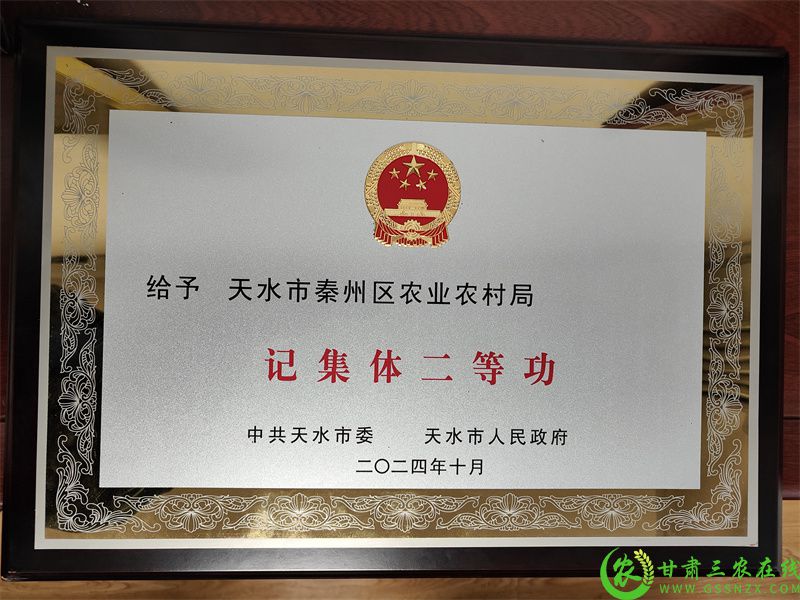 给予 天水市秦州区农业农村局
记集体二等功
中共天水市委 天水市人民政府
二〇二四年十月
农 甘肃三农在线
WWW.GSSNZX.COM